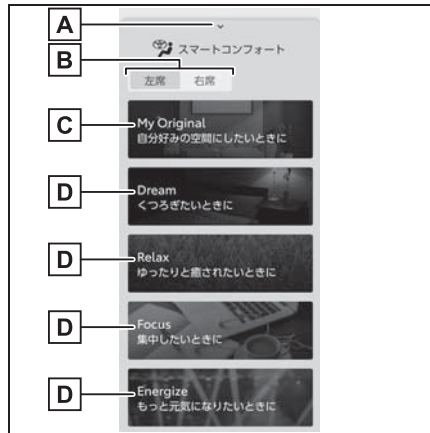 A
スマートコンフォート
B
左席 右席
C
My Original
自分好みの空間にしたいときに
D
Dream
くつろぎたいときに
D
Relax
ゆったりと癒されたいときに
D
Focus
集中したいときに
D
Energize
もっと元気になりたいときに